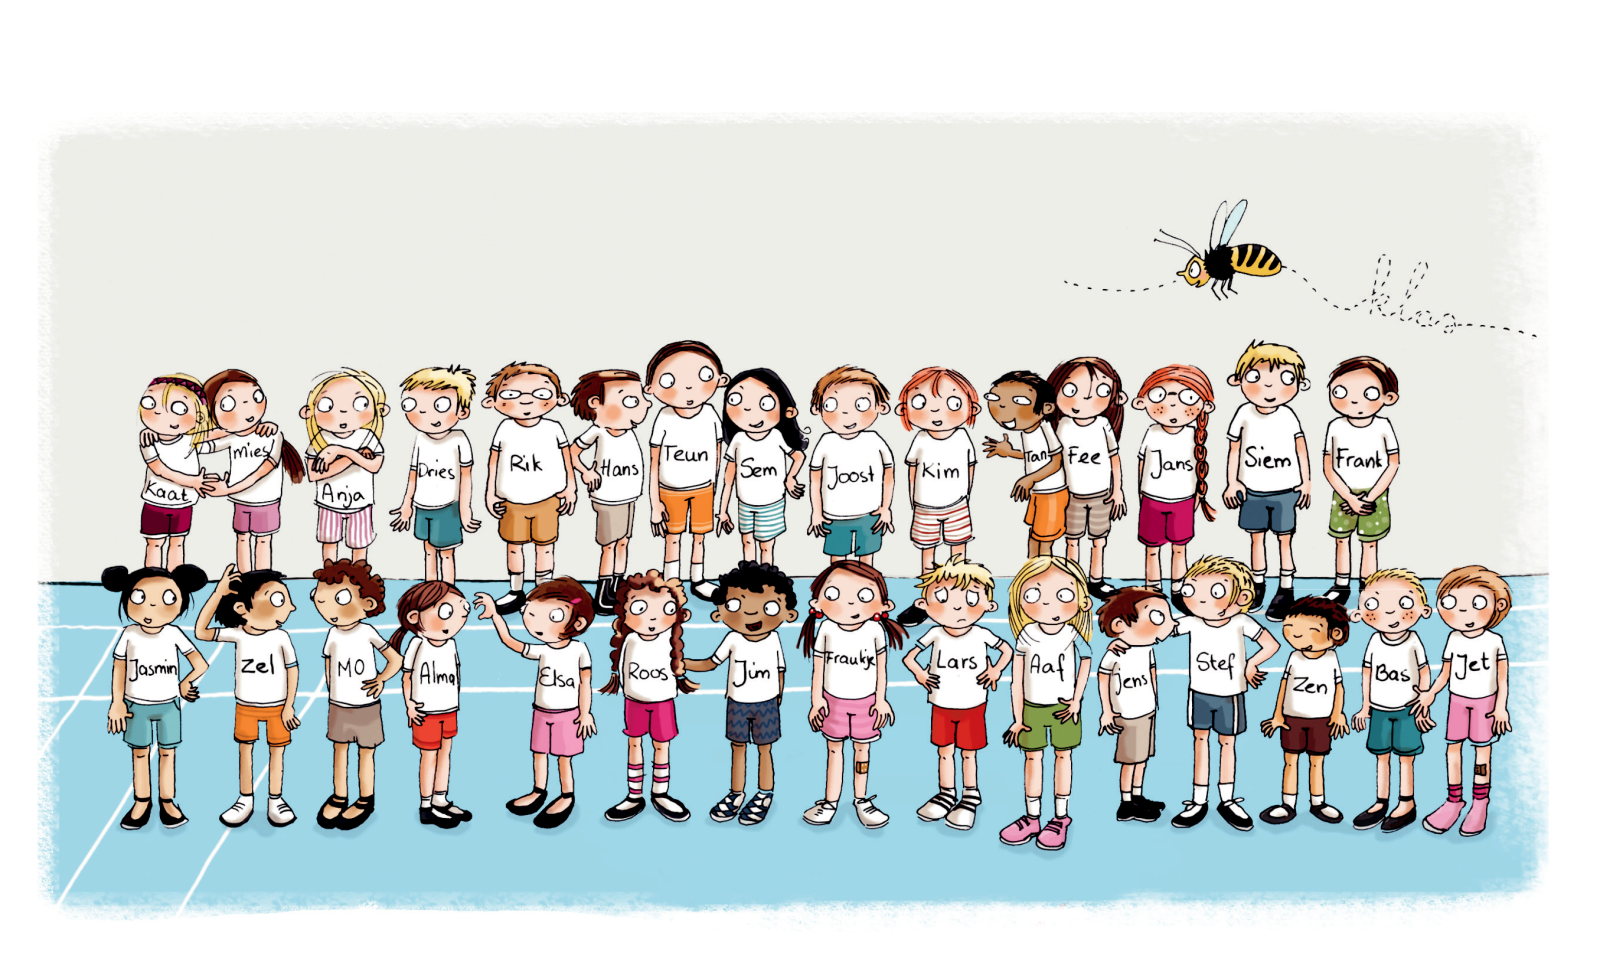 Kaat
Mies
Anja
Dries
Rik
Hans
Teun
Sem
Joost
Kim
Tan
Fee
Jans
Siem
Frank
Jasmin
Zel
MO
Alma
Elsa
Roos
Jim
Fraukje
Lars
Aaf
Jens
Stef
Zen
Bas
Jet